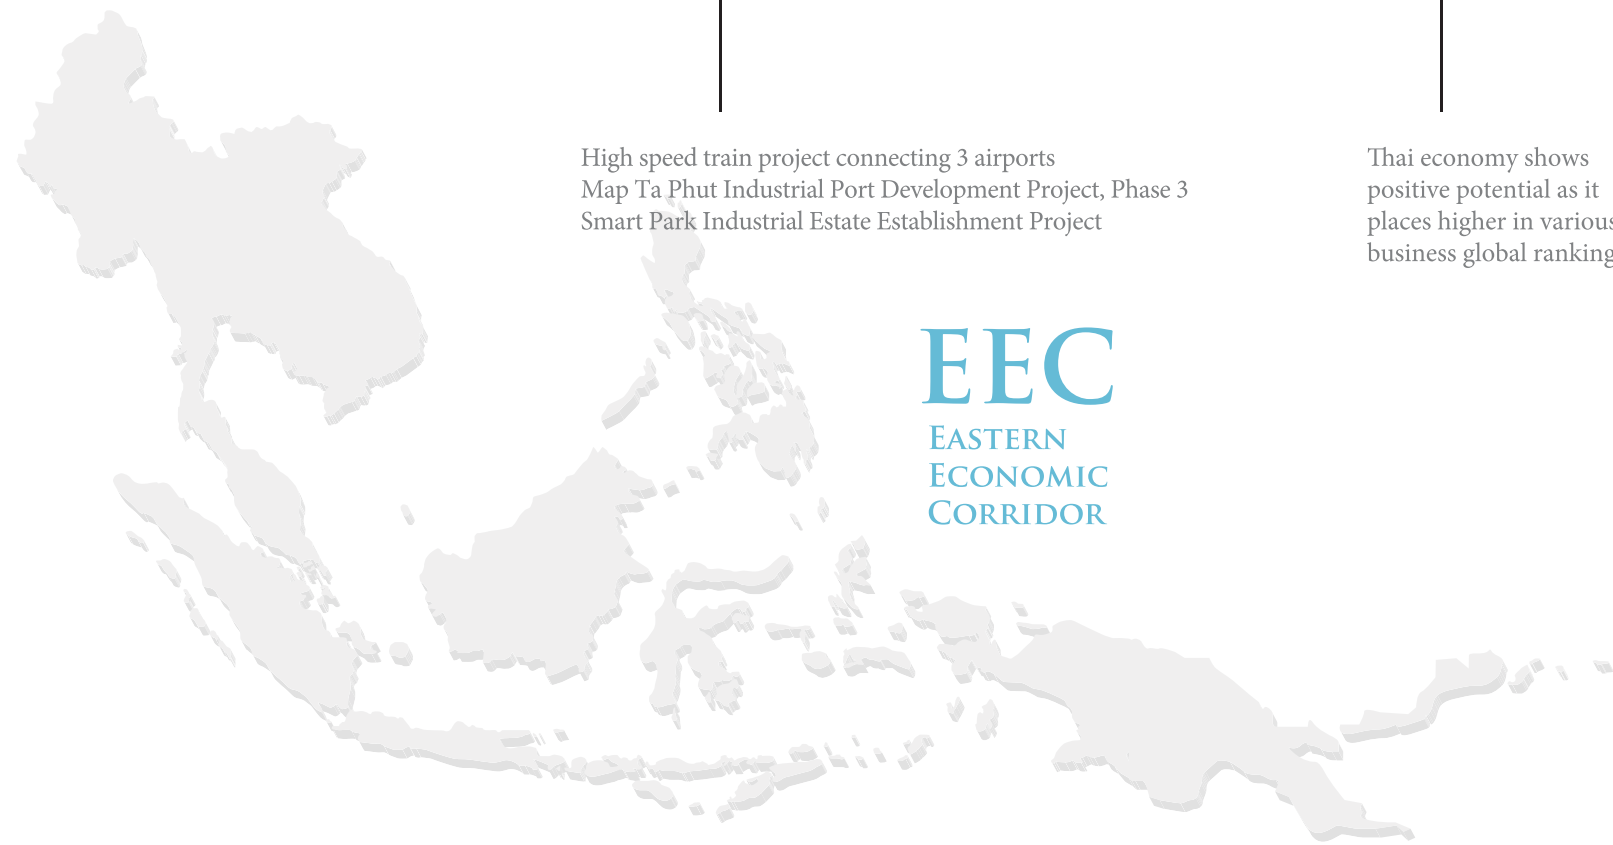 High speed train project connecting 3 airports
Map Ta Phut Industrial Port Development Project, Phase 3
Smart Park Industrial Estate Establishment Project
Thai economy shows
positive potential as it
places higher in various
business global ranking
EEC
EASTERN
ECONOMIC
CORRIDOR